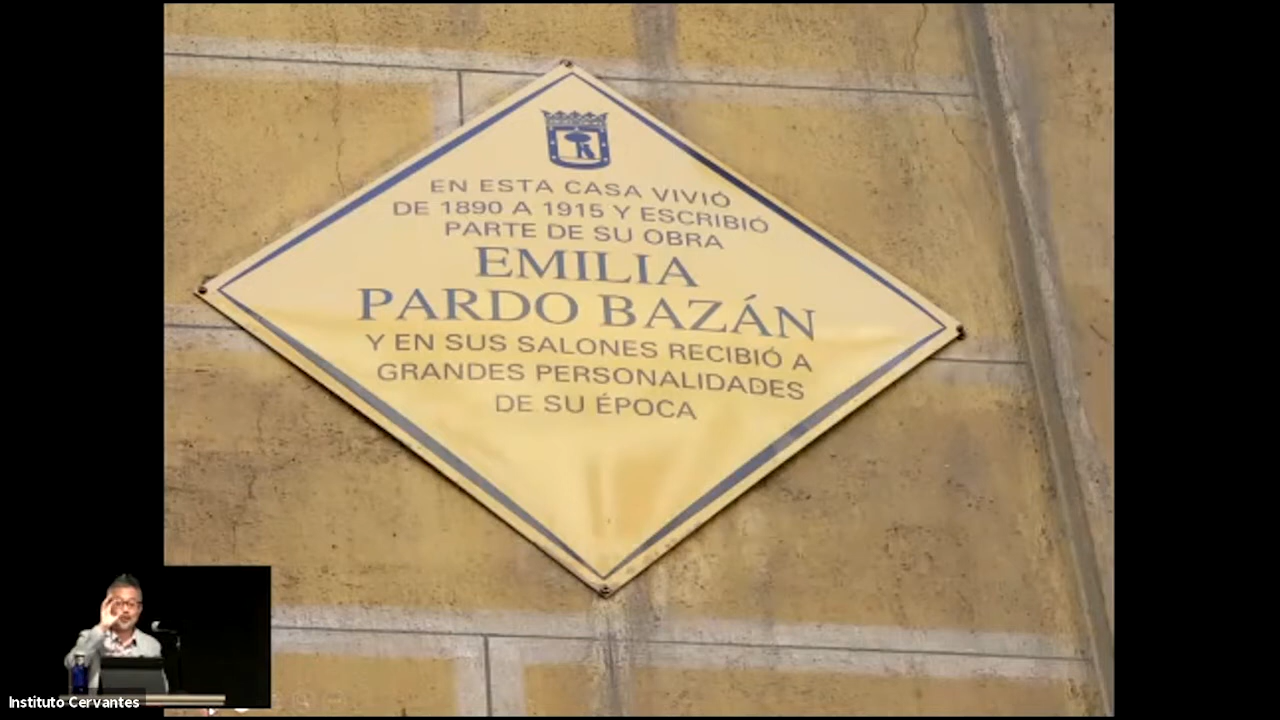 EN ESTA CASA VIVIÓ
DE 1890 A 1915 Y ESCRIBIÓ
PARTE DE SU OBRA
EMILIA
PARDO BAZÁN
Y EN SUS SALONES RECIBIÓ A
GRANDES PERSONALIDADES
DE SU ÉPOCA
Instituto Cervantes